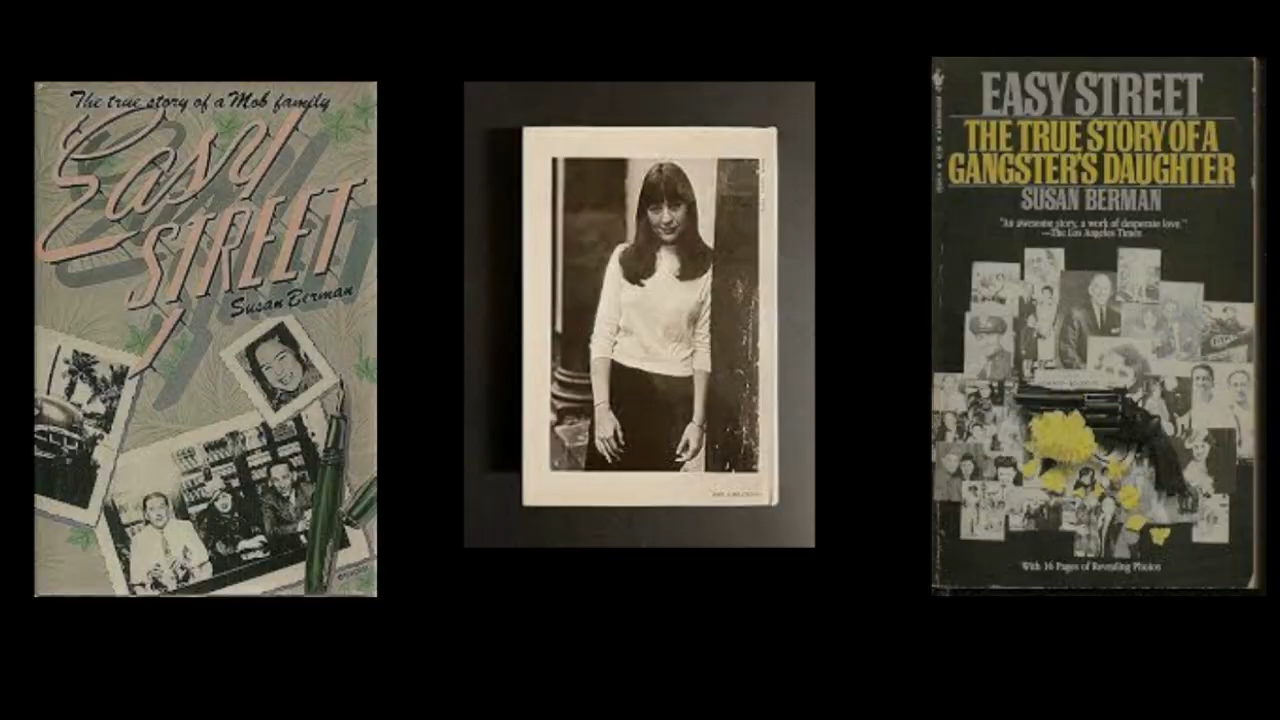 The true story of a Mob family
Easy
STREET
Susan Berman
EASY STREET
THE TRUE STORY OF A
GANGSTER'S DAUGHTER
SUSAN BERMAN
"An awesome story, a work of desperate love."
—The Los Angeles Times
With 16 Pages of Revealing Photos